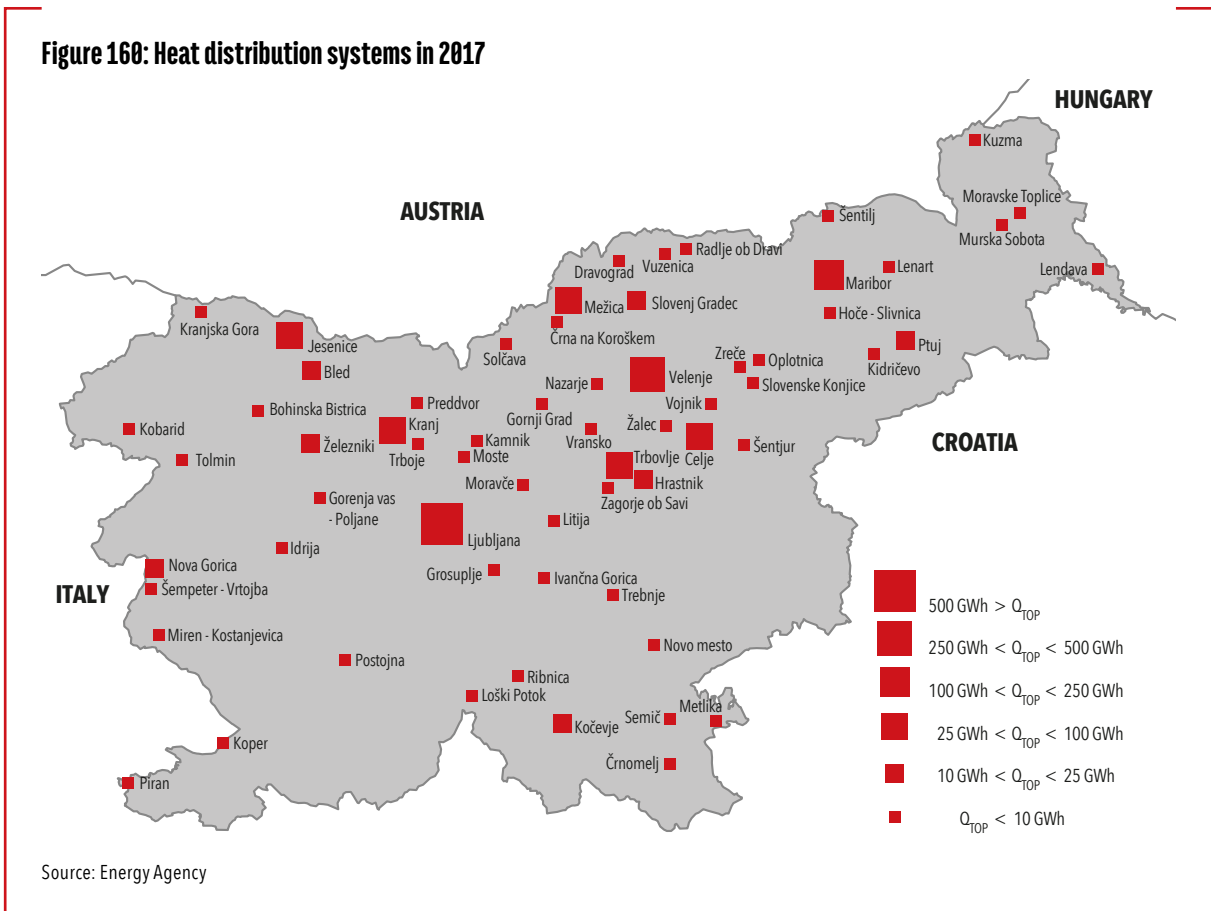 Figure 160: Heat distribution systems in 2017
HUNGARY
Kuzma
AUSTRIA
Moravske Toplice
Šentilj
Murska Sobota
Radlje ob Dravi
Vuzenica
Dravograd
Lenart
Lendava
Maribor
Mežica
Slovenj Gradec
Hoče - Slivnica
Kranjska Gora
Črna na Koroškem
Jesenice
Solčava
Ptuj
Zreče
Oplotnica
Kidričevo
Bled
Velenje
Nazarje
Slovenske Konjice
Preddvor
Vojnik
Bohinska Bistrica
Gornji Grad
Kranj
Žalec
Kobarid
Vransko
Kamnik
CROATIA
Železniki
Trboje
Moste
Trbovlje
Celje
Šentjur
Tolmin
Moravče
Hrastnik
Zagorje ob Savi
Gorenja vas
- Poljane
Litija
Ljubljana
Idrija
Nova Gorica
Grosuplje
Ivančna Gorica
ITALY
Šempeter - Vrtojba
Trebnje
Miren - Kostanjevica
Novo mesto
Postojna
Ribnica
Loški Potok
Metlika
Semič
Kočevje
Koper
Črnomelj
Piran
500 GWh > QTOP
250 GWh < QTOP < 500 GWh
100 GWh < QTOP < 250 GWh
25 GWh < QTOP < 100 GWh
10 GWh < QTOP < 25 GWh
QTOP < 10 GWh
Source: Energy Agency